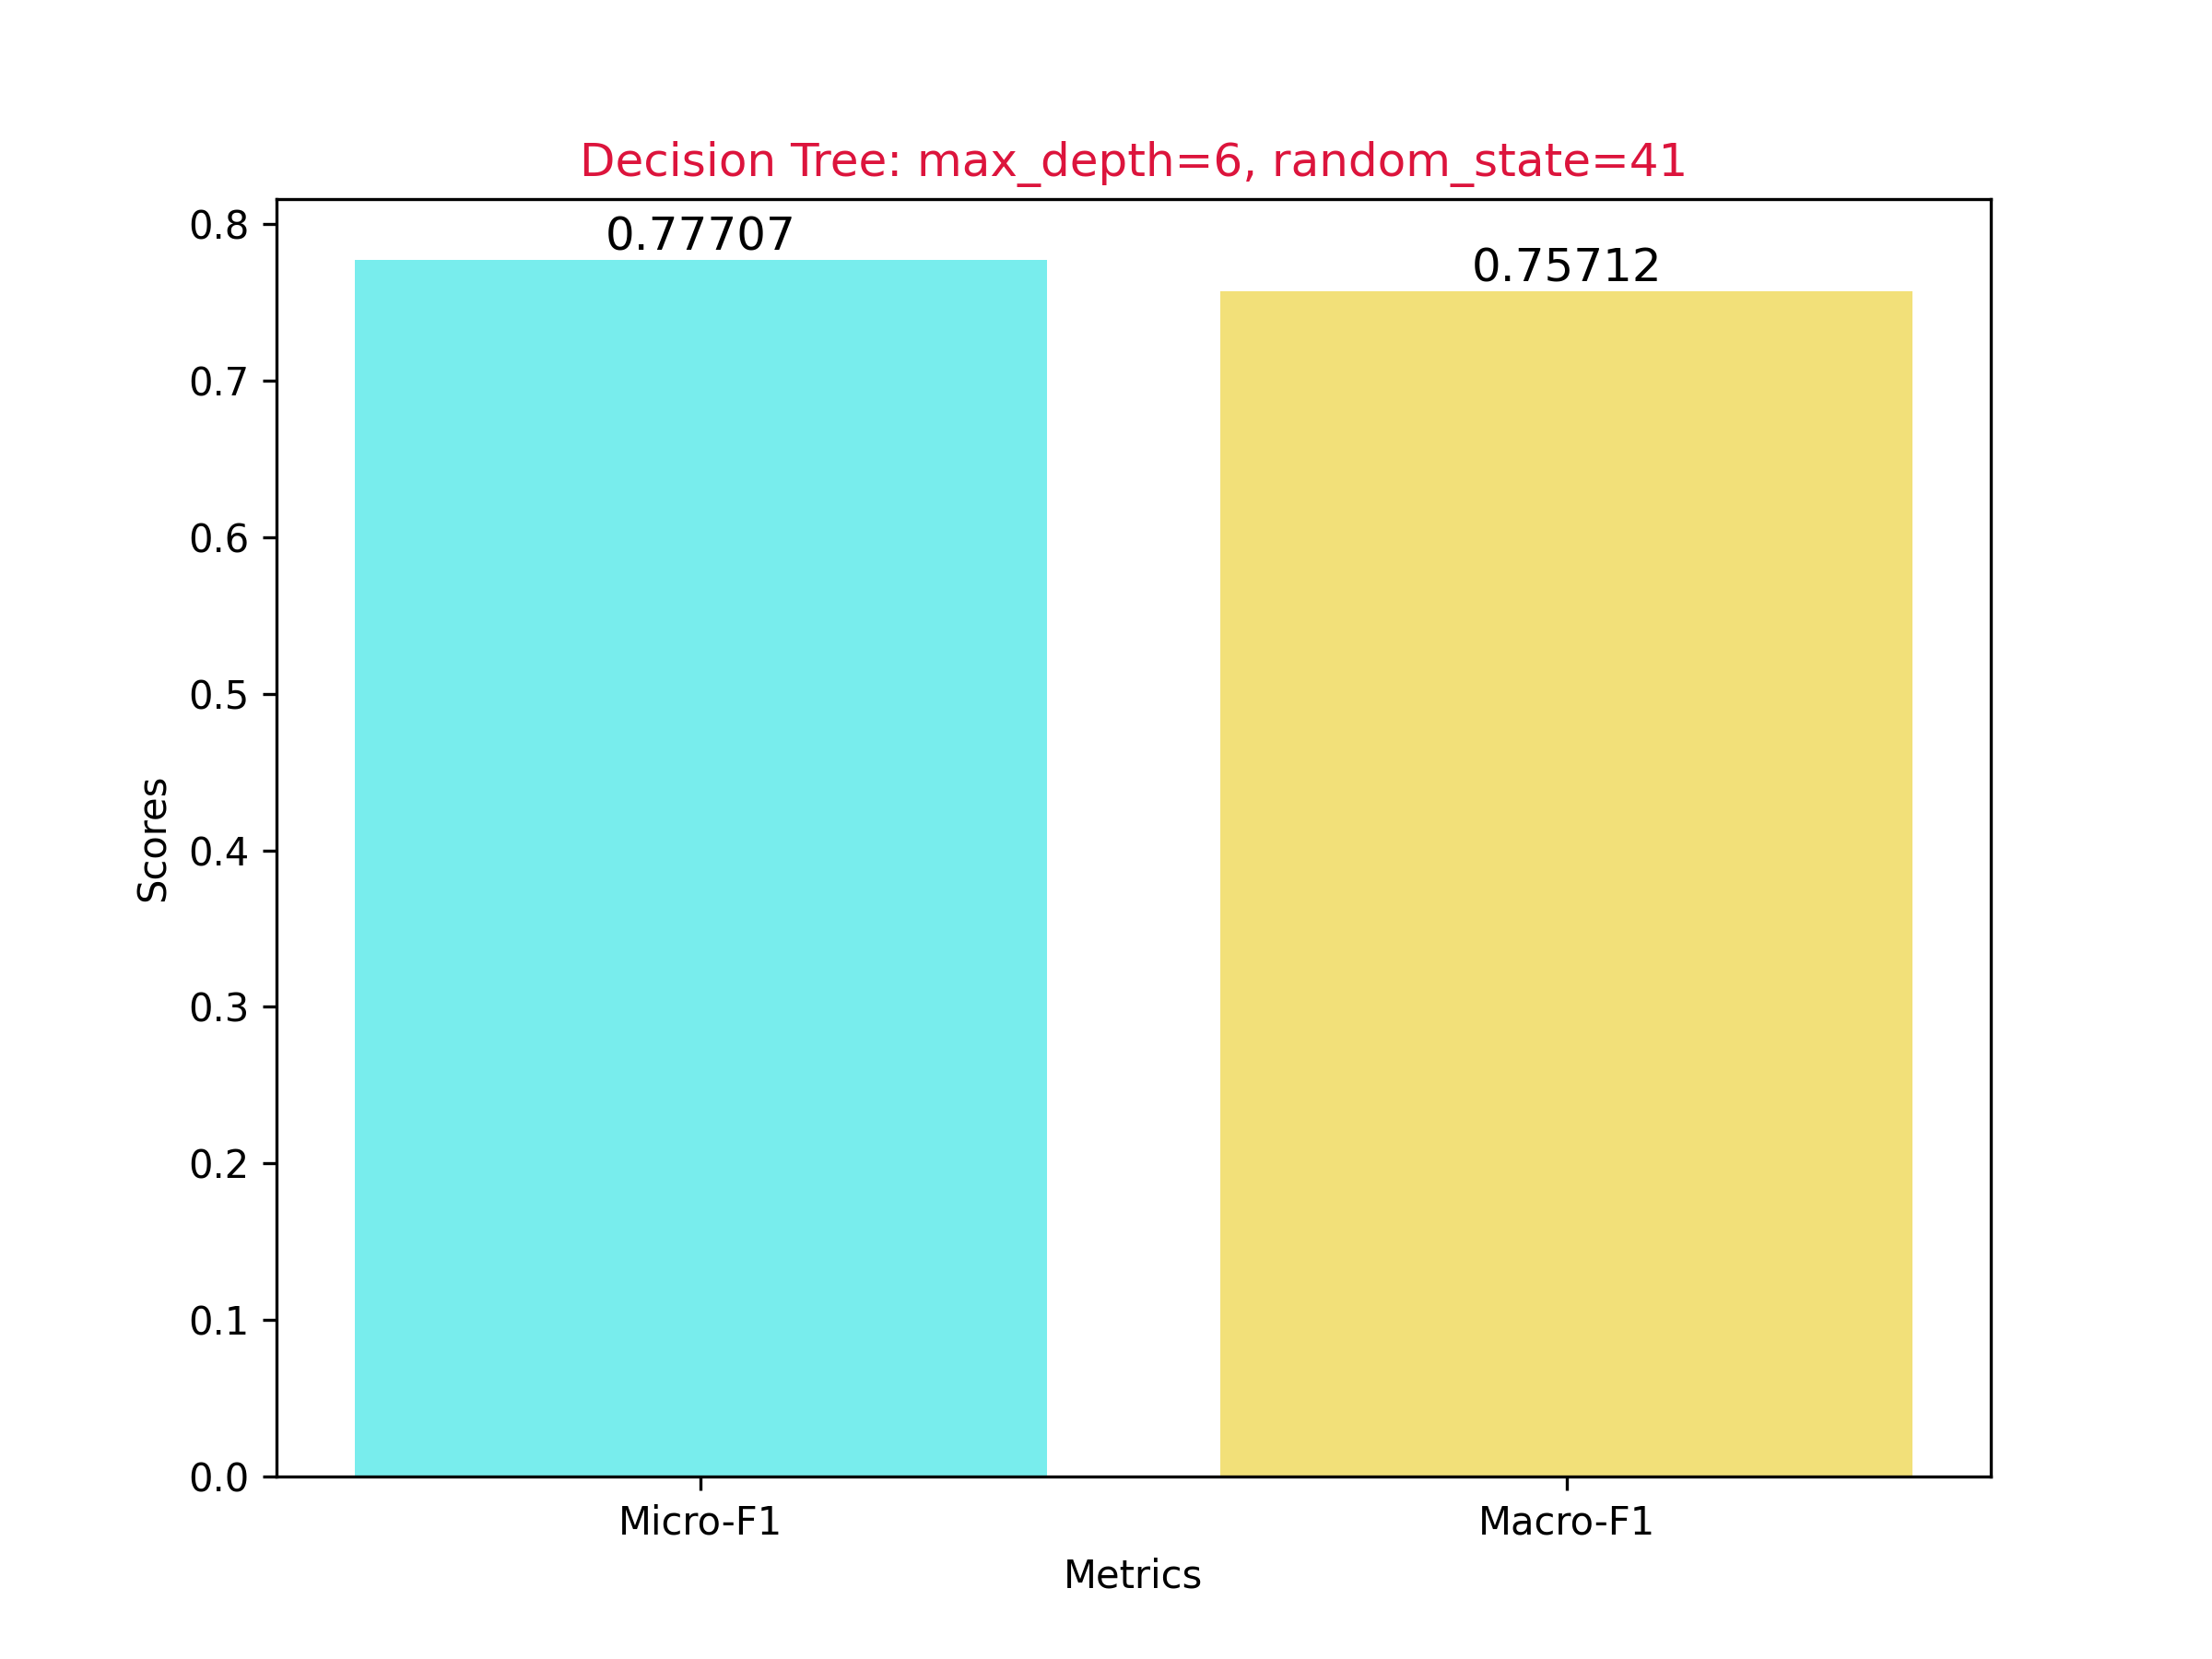 Decision Tree: max_depth=6, random_state=41
0.8
0.77707
0.75712
0.7
0.6
0.5
Scores
0.4
0.3
0.2
0.1
0.0
Micro-F1
Macro-F1
Metrics